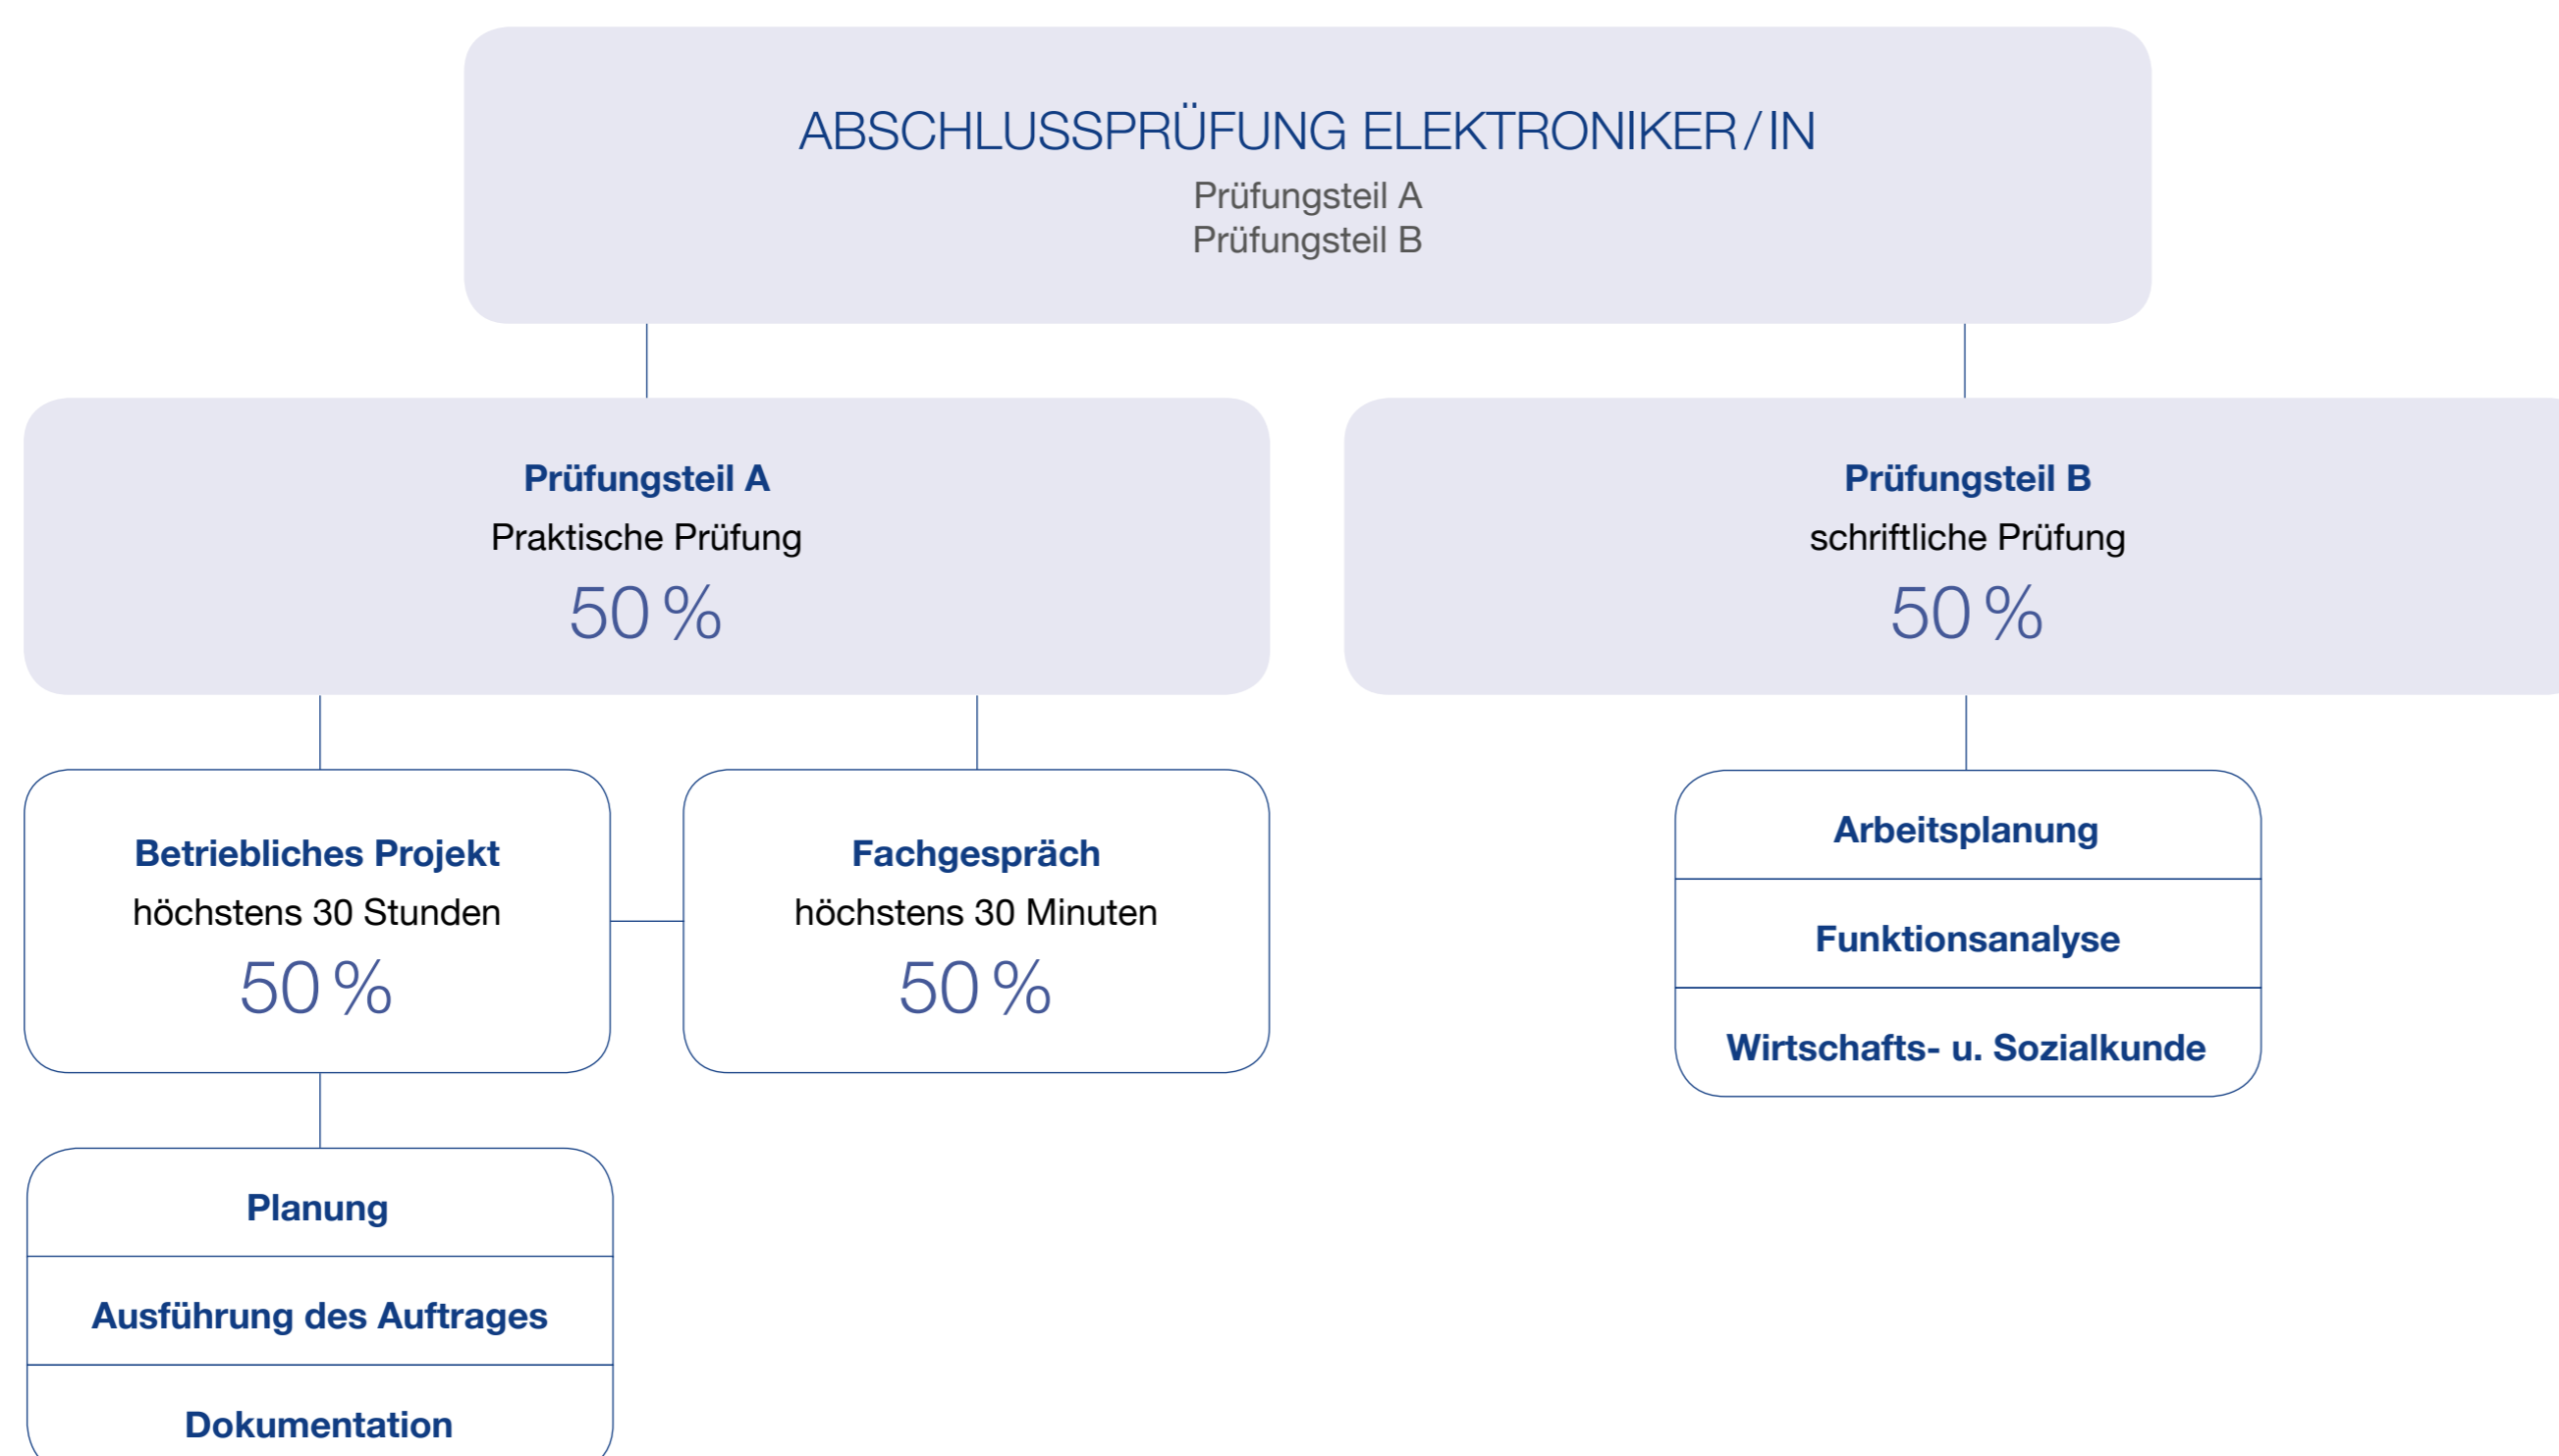 ABSCHLUSSPRÜFUNG ELEKTRONIKER/IN
Prüfungsteil A
Prüfungsteil B
Prüfungsteil A
Praktische Prüfung
50 %
Prüfungsteil B
schriftliche Prüfung
50 %
Betriebliches Projekt
höchstens 30 Stunden
50 %
Fachgespräch
höchstens 30 Minuten
50 %
Arbeitsplanung
Funktionsanalyse
Wirtschafts- u. Sozialkunde
Planung
Ausführung des Auftrages
Dokumentation